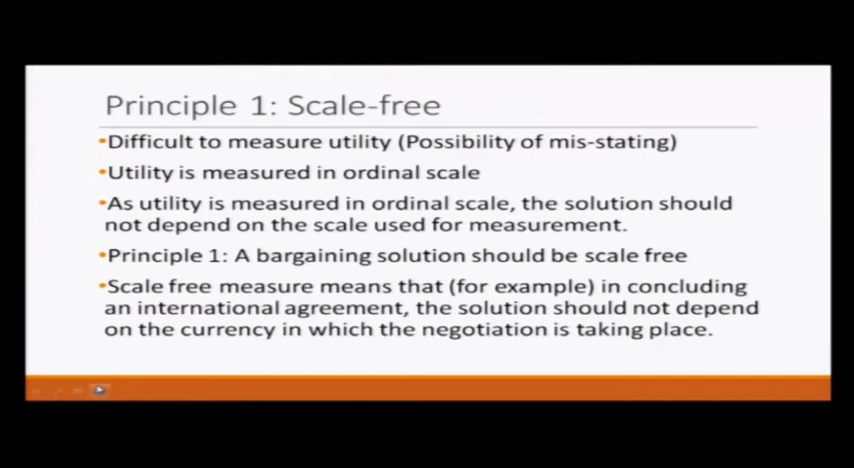 Principle 1: Scale-free
•Difficult to measure utility (Possibility of mis-stating)
•Utility is measured in ordinal scale
•As utility is measured in ordinal scale, the solution should
not depend on the scale used for measurement.
•Principle 1: A bargaining solution should be scale free
•Scale free measure means that (for example) in concluding
an international agreement, the solution should not depend
on the currency in which the negotiation is taking place.